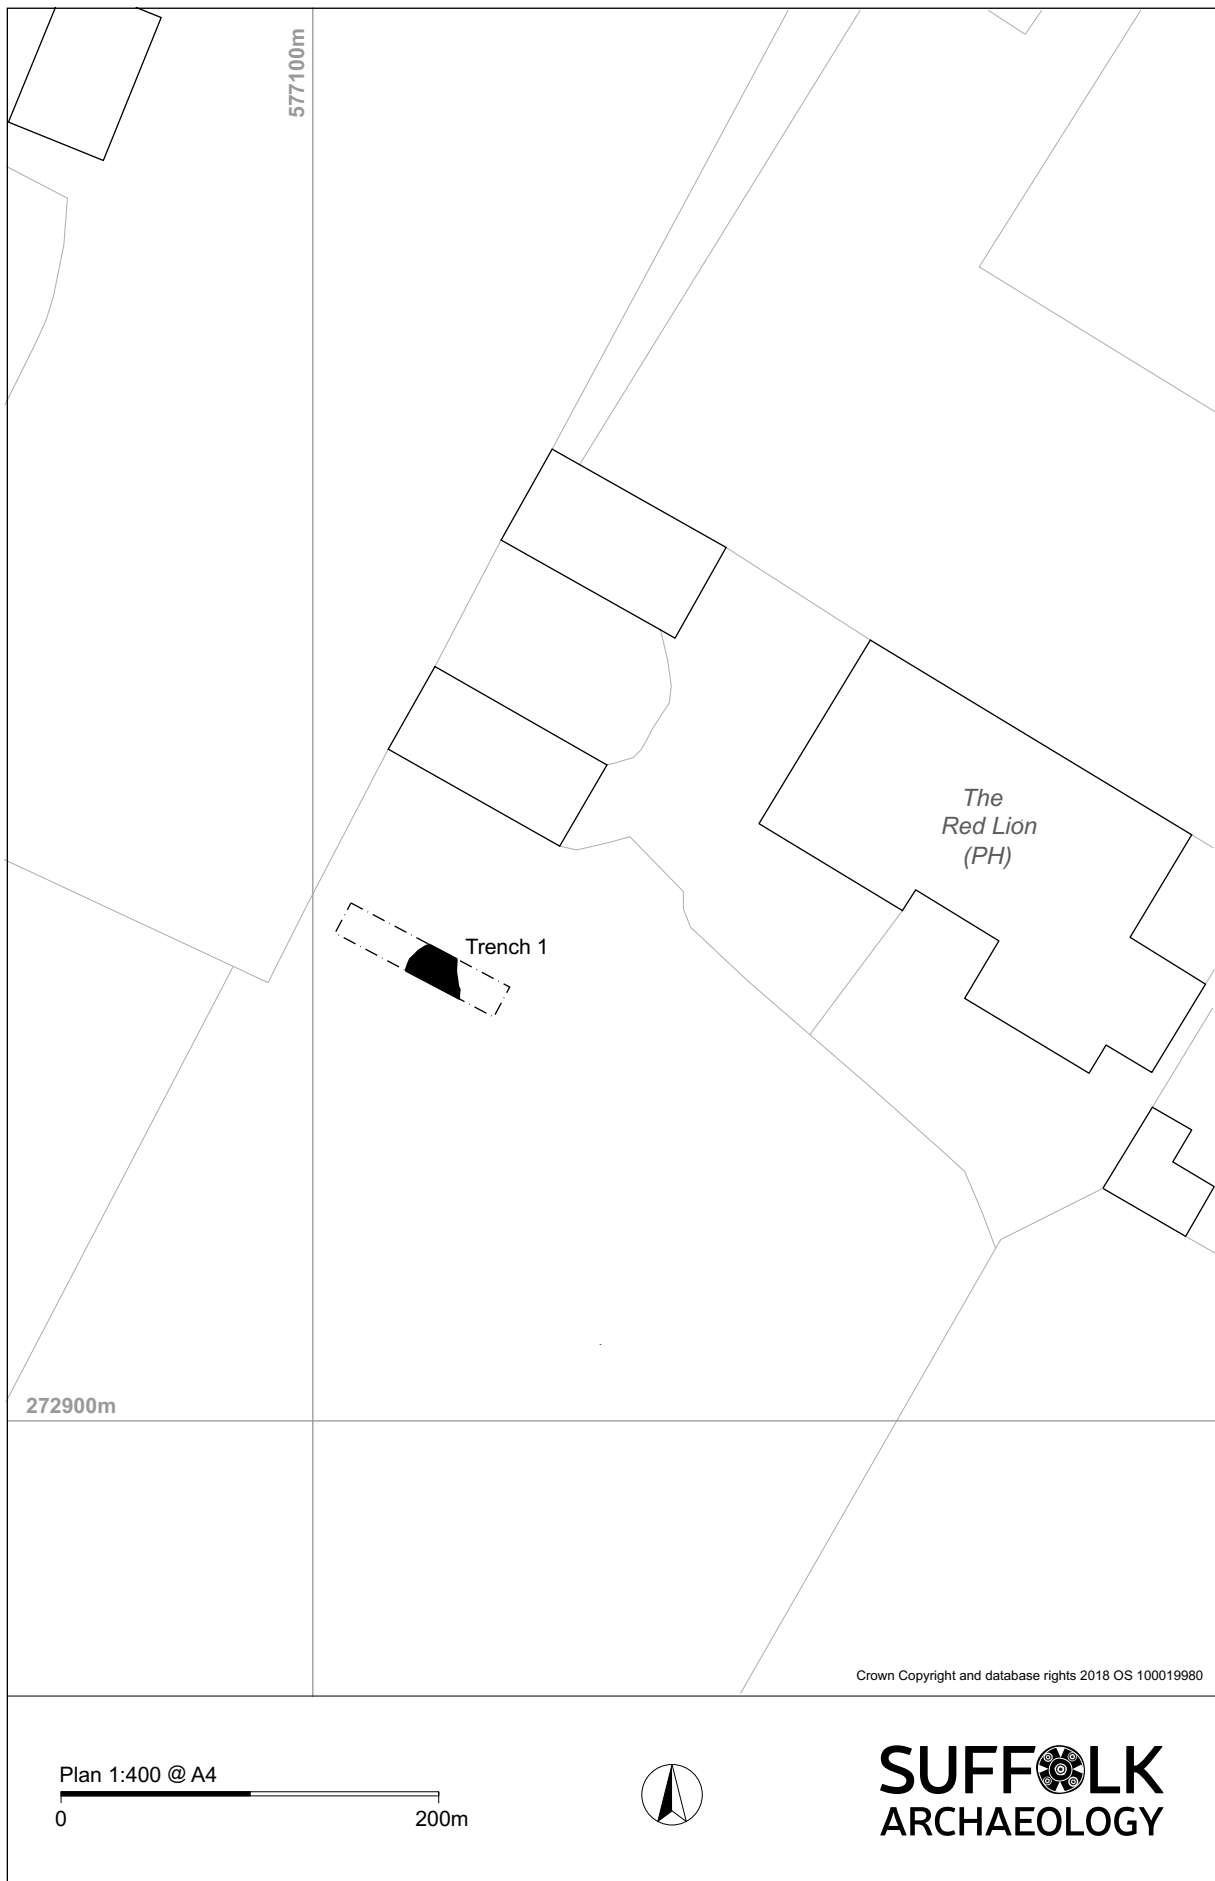 577100m
The
Red Lion
(PH)
Trench 1
272900m
Crown Copyright and database rights 2018 OS 100019980
Plan 1:400 @ A4
0 200m
SUFFOLK
ARCHAEOLOGY